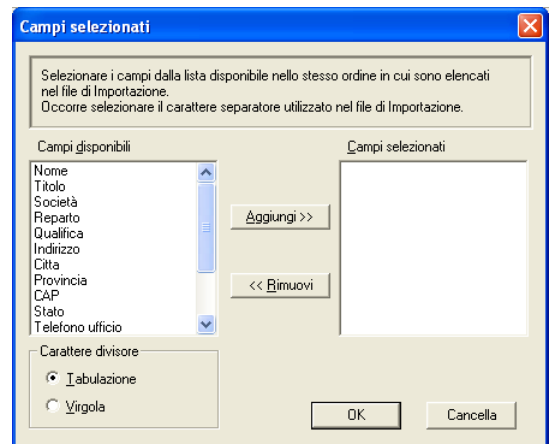 Campi selezionati
Selezionare i campi dalla lista disponibile nello stesso ordine in cui sono elencati
nel file di Importazione.
Occorre selezionare il carattere separatore utilizzato nel file di Importazione.
Campi disponibili
Nome
Titolo
Società
Reparto
Qualifica
Indirizzo
Citta
Provincia
CAP
Stato
Telefono ufficio
Aggiungi >>
<< Rimuovi
Campi selezionati
Carattere divisore
Tabulazione
Virgola
OK
Cancella